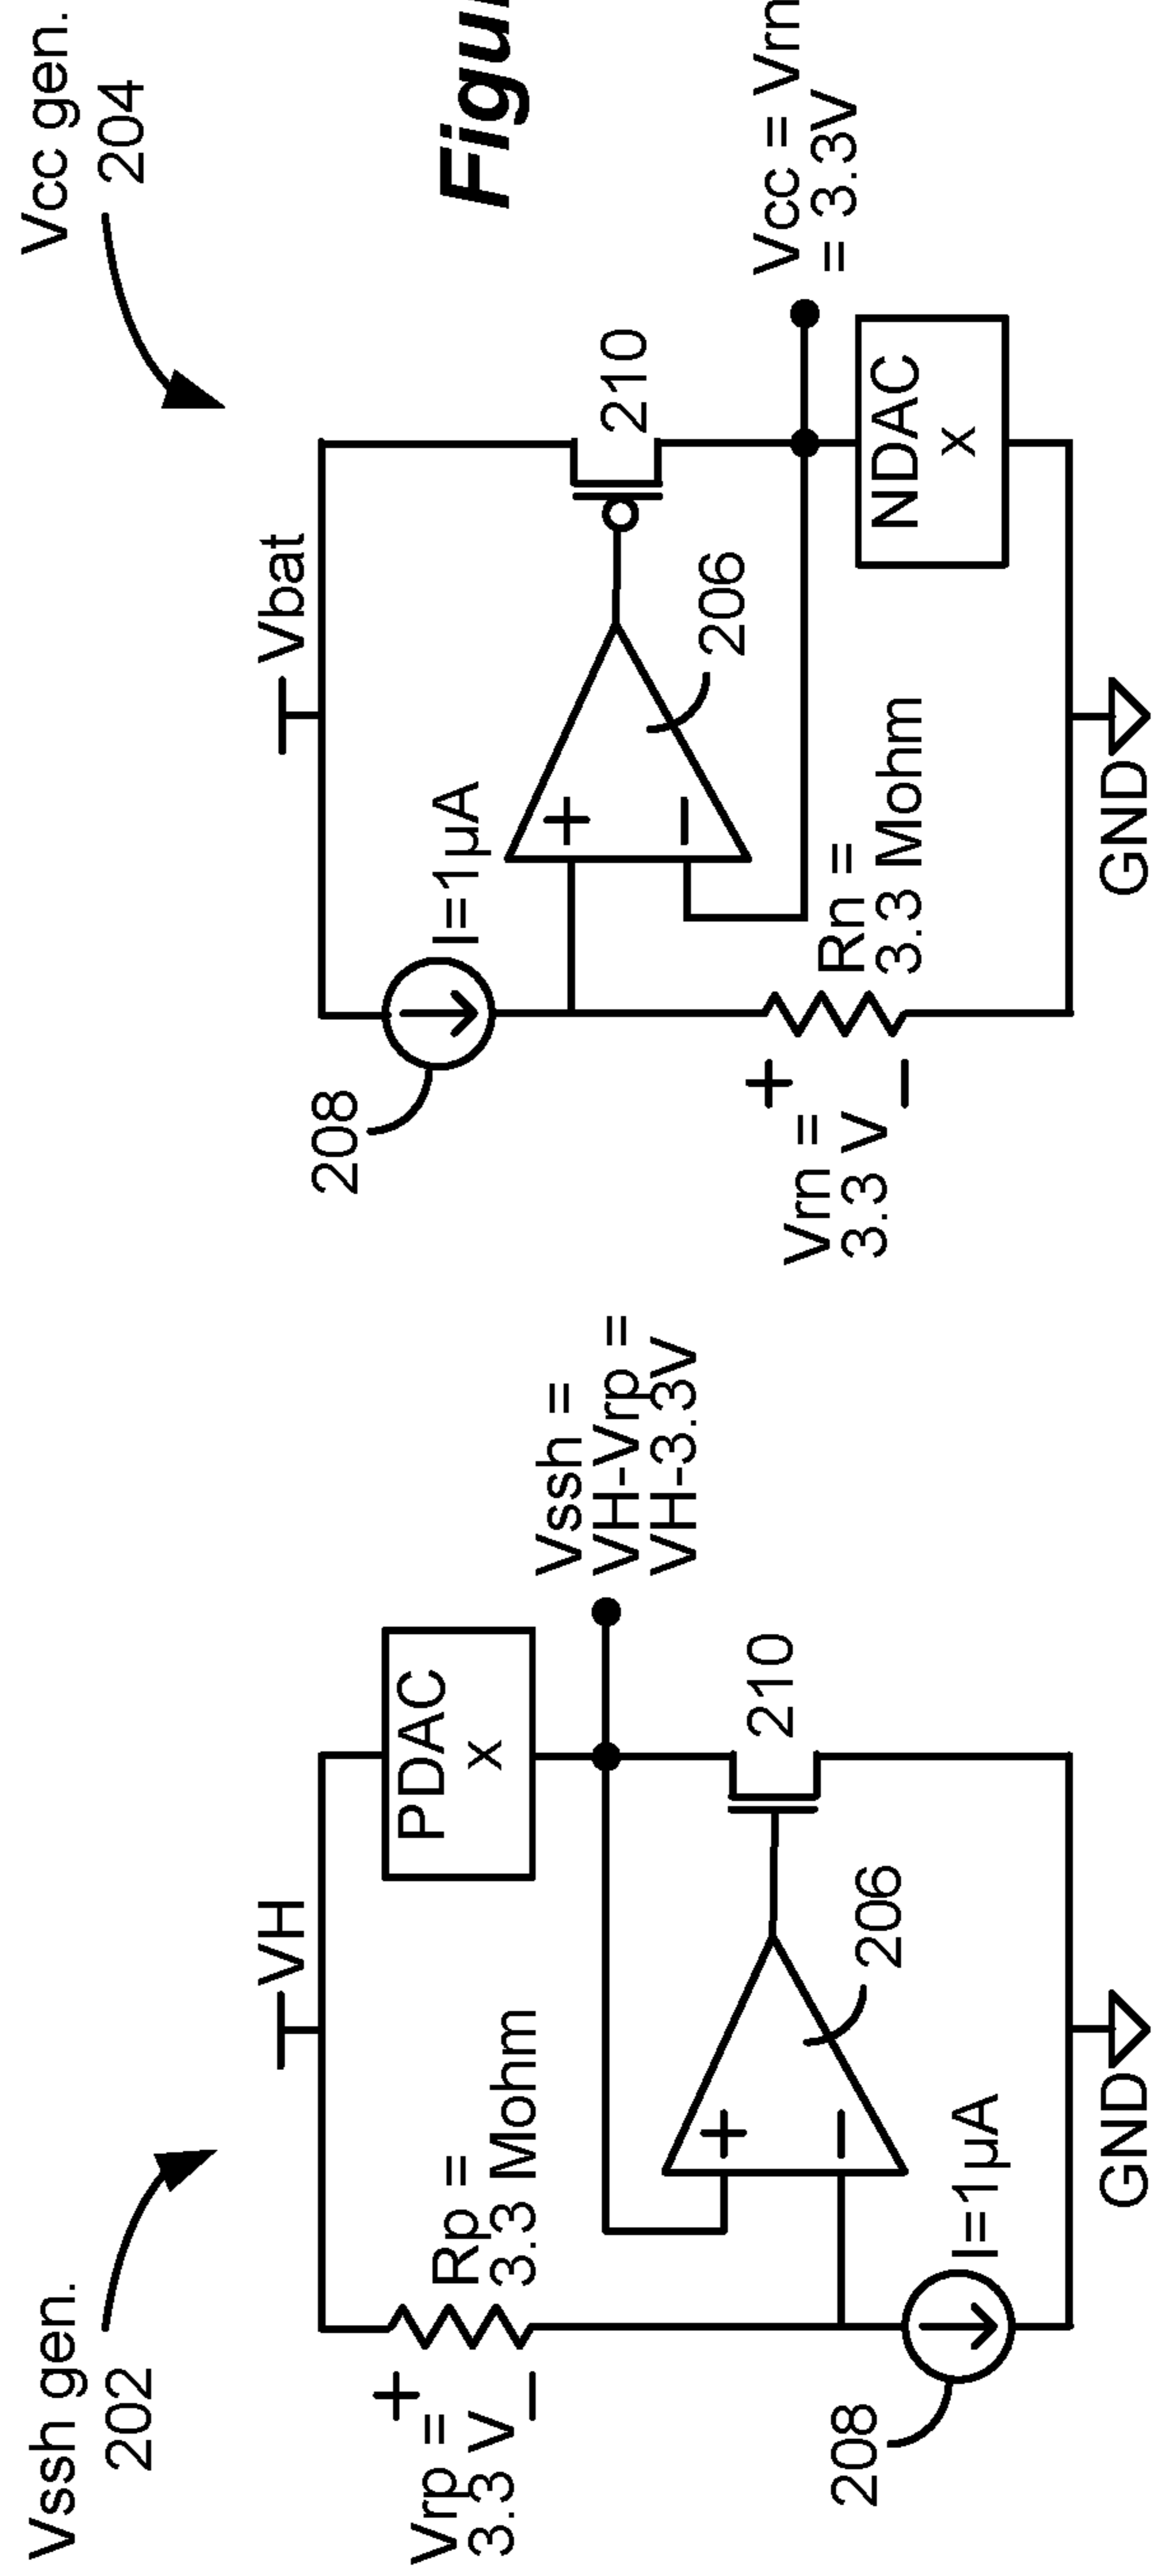 Vssh gen.
202
VH
Vrp =
3.3 V
+
−
Rp =
3.3 Mohm
PDAC
x
Vssh =
VH-Vrp =
VH-3.3V
+
−
206
210
208
I=1µA
GND
Vcc gen.
204
Vbat
208
I=1µA
+
−
206
210
Vrn =
3.3 V
+
−
Rn =
3.3 Mohm
NDAC
x
Vcc = Vrn
= 3.3V
GND